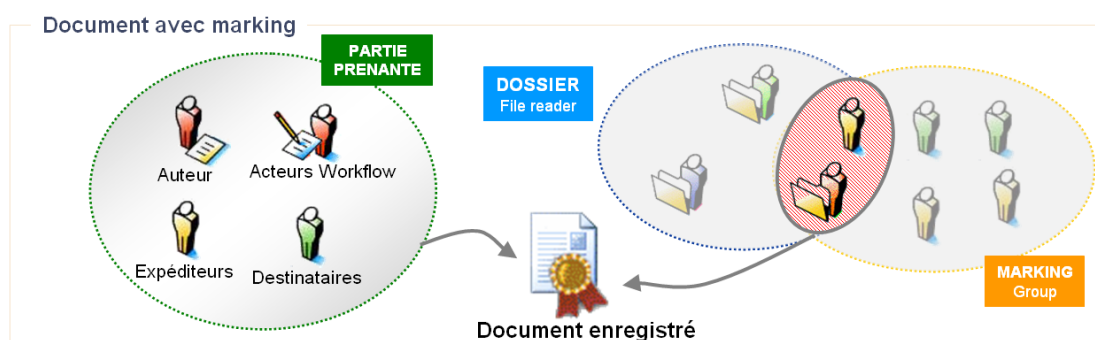 Document avec marking
PARTIE
PRENANTE
DOSSIER
File reader
Auteur
Acteurs Workflow
Expéditeurs
Destinataires
MARKING
Group
Document enregistré